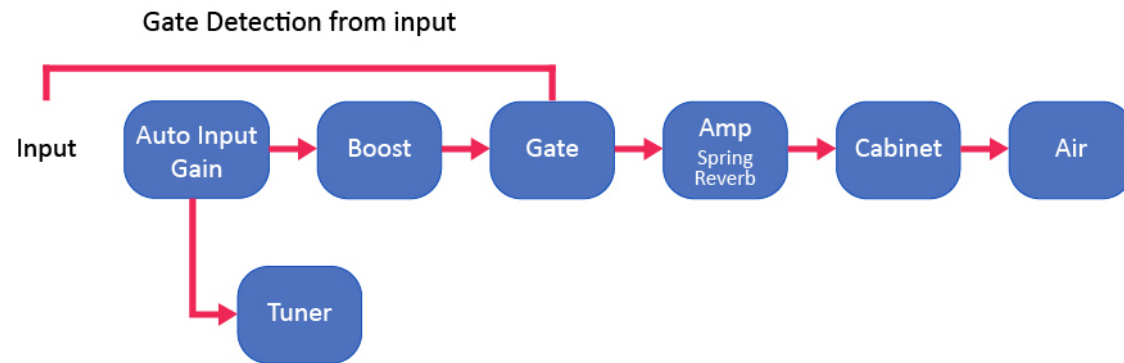 Gate Detection from input
Input
Auto Input
Gain
Boost
Gate
Amp
Spring
Reverb
Cabinet
Air
Tuner